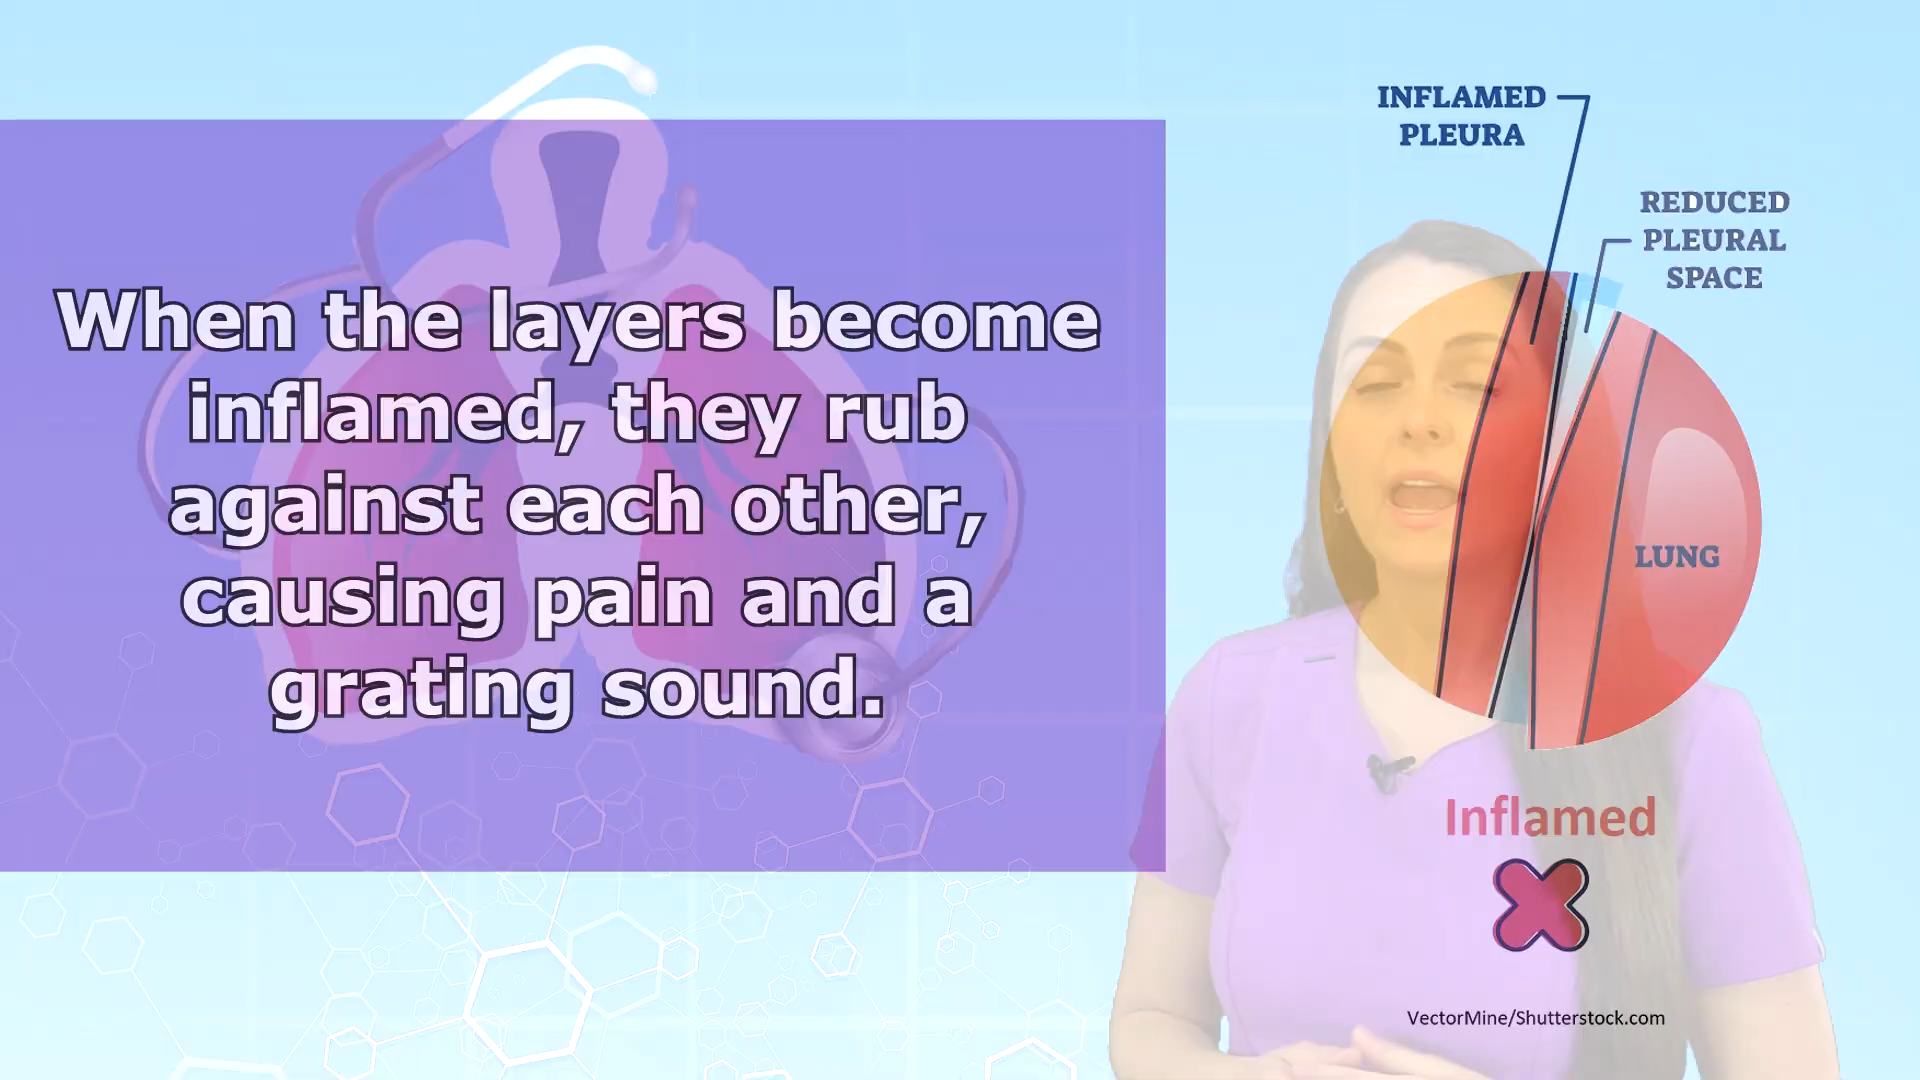 When the layers become
inflamed, they rub
against each other,
causing pain and a
grating sound.
INFLAMED
PLEURA
REDUCED
PLEURAL
SPACE
LUNG
Inflamed
VectorMine/Shutterstock.com